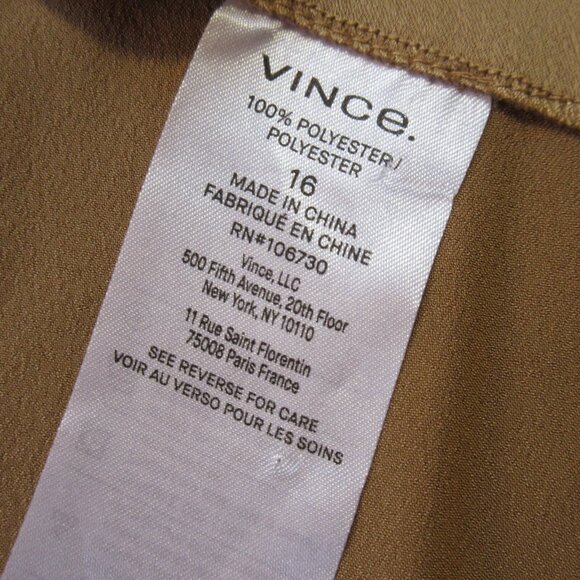 VINCE.
100% POLYESTER/
POLYESTER
16
MADE IN CHINA
FABRIQUÉ EN CHINE
RN#106730
Vince, LLC
500 Fifth Avenue, 20th Floor
New York, NY 10110
11 Rue Saint Florentin
75008 Paris France
SEE REVERSE FOR CARE
VOIR AU VERSO POUR LES SOINS